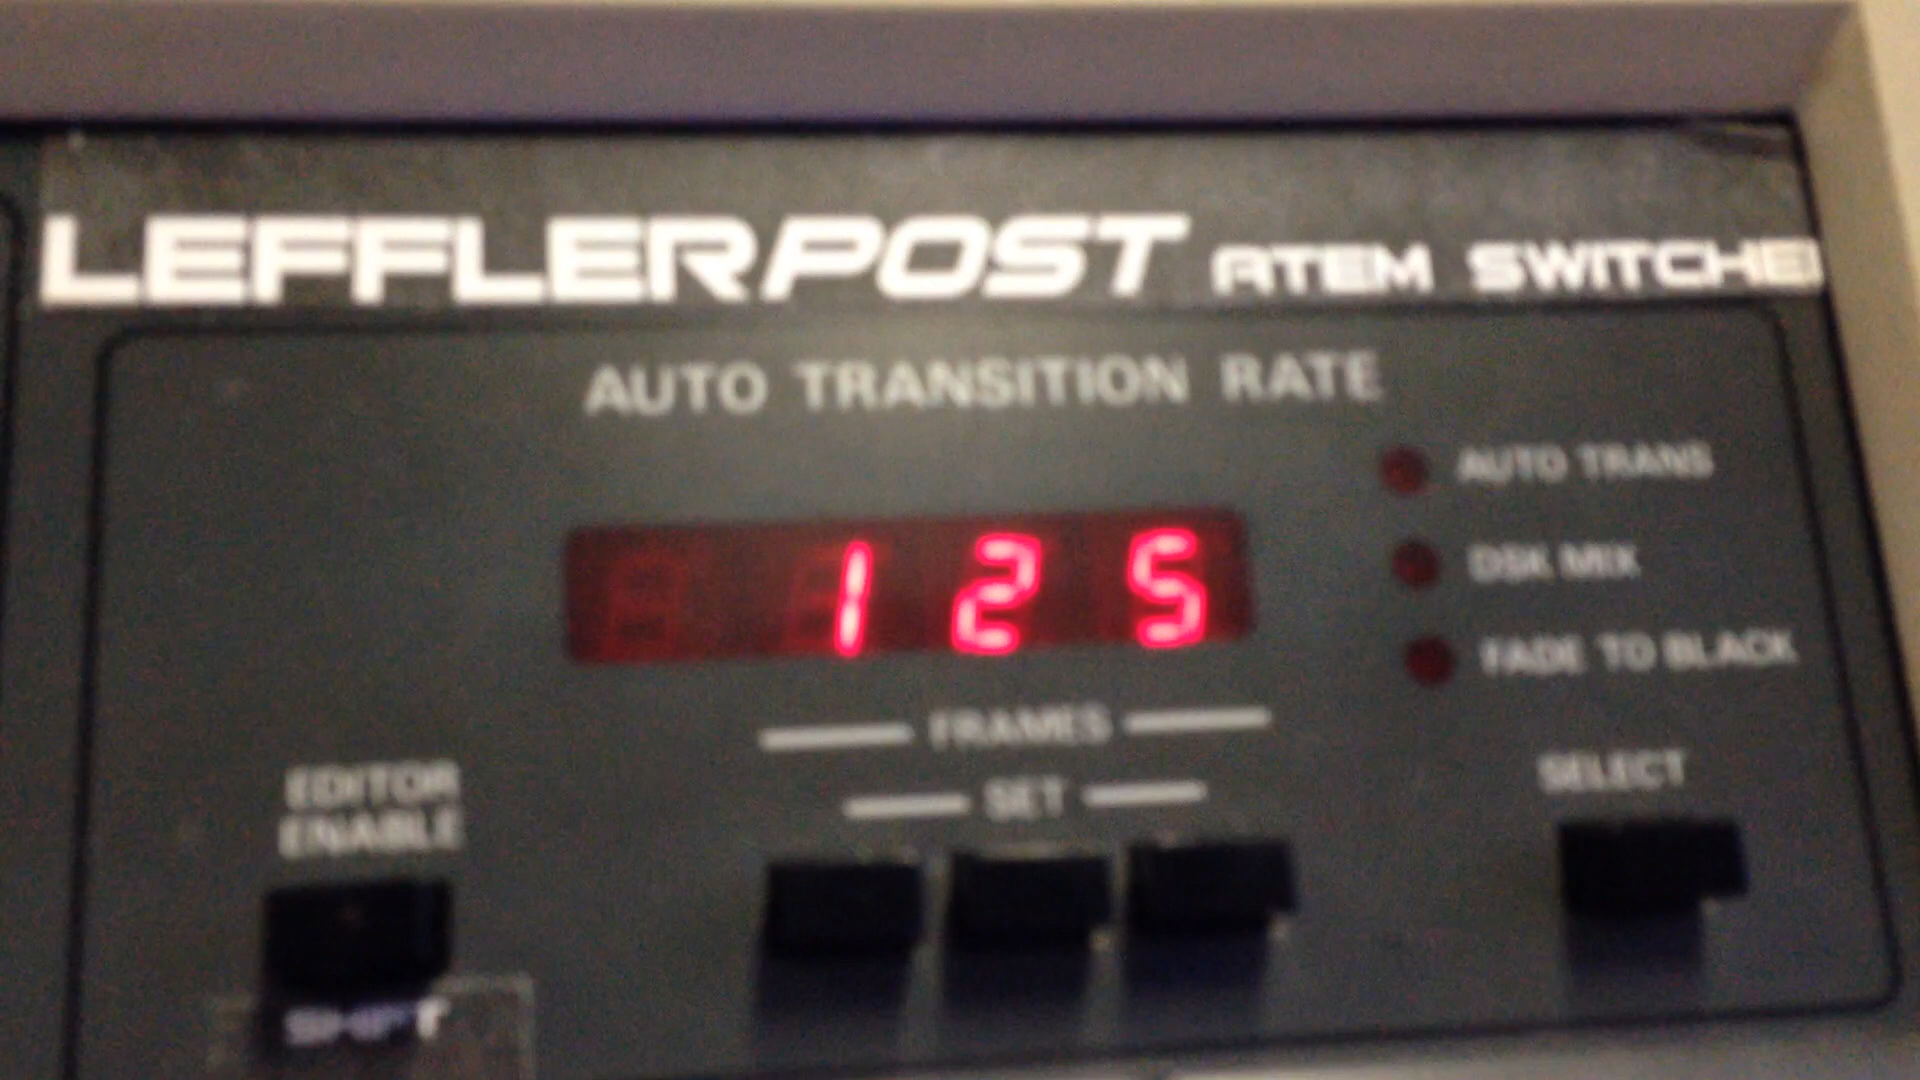 LEFFLERPOST ATEM SWITCHER
AUTO TRANSITION RATE
AUTO TRANS
DSK MIX
FADE TO BLACK
125
FRAMES
SET
SELECT
EDITOR
ENABLE
SHIFT